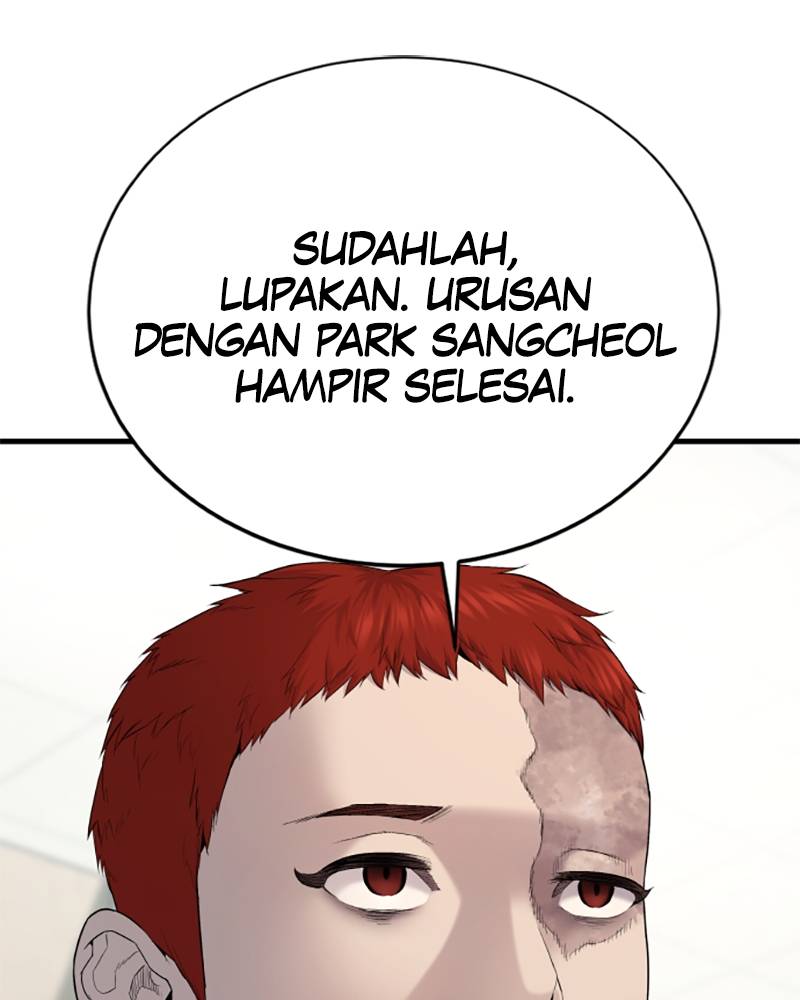 SUDAHLAH,
LUPAKAN. URUSAN
DENGAN PARK SANGCHEOL
HAMPIR SELESAI.